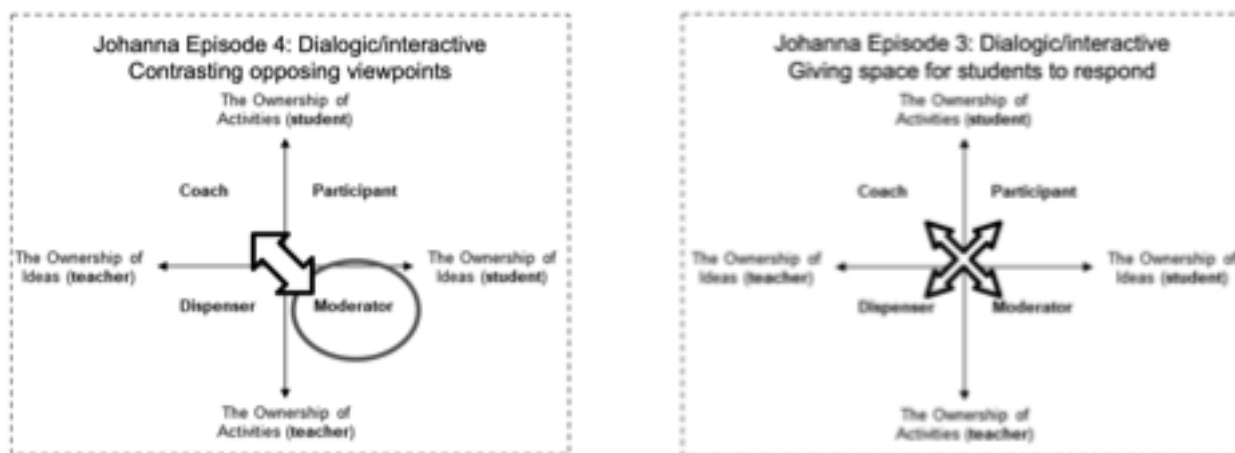 Johanna Episode 4: Dialogic/interactive
Contrasting opposing viewpoints
The Ownership of
Activities (student)
Coach
Participant
The Ownership of
Ideas (teacher)
The Ownership of
Ideas (student)
Dispenser
Moderator
The Ownership of
Activities (teacher)
Johanna Episode 3: Dialogic/interactive
Giving space for students to respond
The Ownership of
Activities (student)
Coach
Participant
The Ownership of
Ideas (teacher)
The Ownership of
Ideas (student)
Dispenser
Moderator
The Ownership of
Activities (teacher)